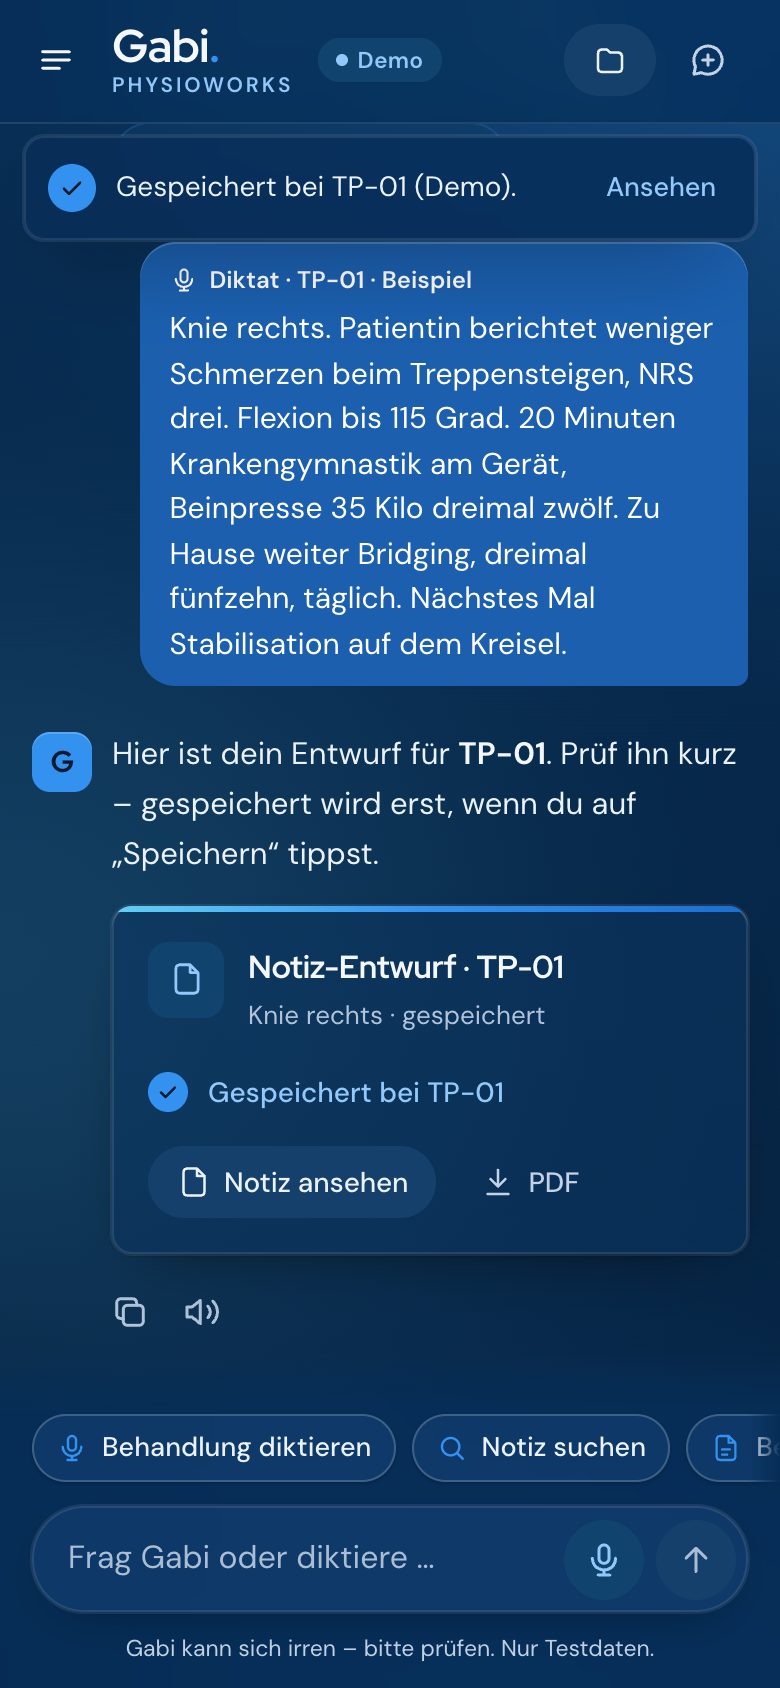 Gabi.
PHYSIOWORKS
Demo
Gespeichert bei TP-01 (Demo).
Ansehen
Diktat · TP-01 · Beispiel
Knie rechts. Patientin berichtet weniger
Schmerzen beim Treppensteigen, NRS
drei. Flexion bis 115 Grad. 20 Minuten
Krankengymnastik am Gerät,
Beinpresse 35 Kilo dreimal zwölf. Zu
Hause weiter Bridging, dreimal
fünfzehn, täglich. Nächstes Mal
Stabilisation auf dem Kreisel.
G
Hier ist dein Entwurf für TP-01. Prüf ihn kurz
– gespeichert wird erst, wenn du auf
„Speichern“ tippst.
Notiz-Entwurf · TP-01
Knie rechts · gespeichert
Gespeichert bei TP-01
Notiz ansehen
PDF
Behandlung diktieren
Notiz suchen
Frag Gabi oder diktiere ...
Gabi kann sich irren – bitte prüfen. Nur Testdaten.